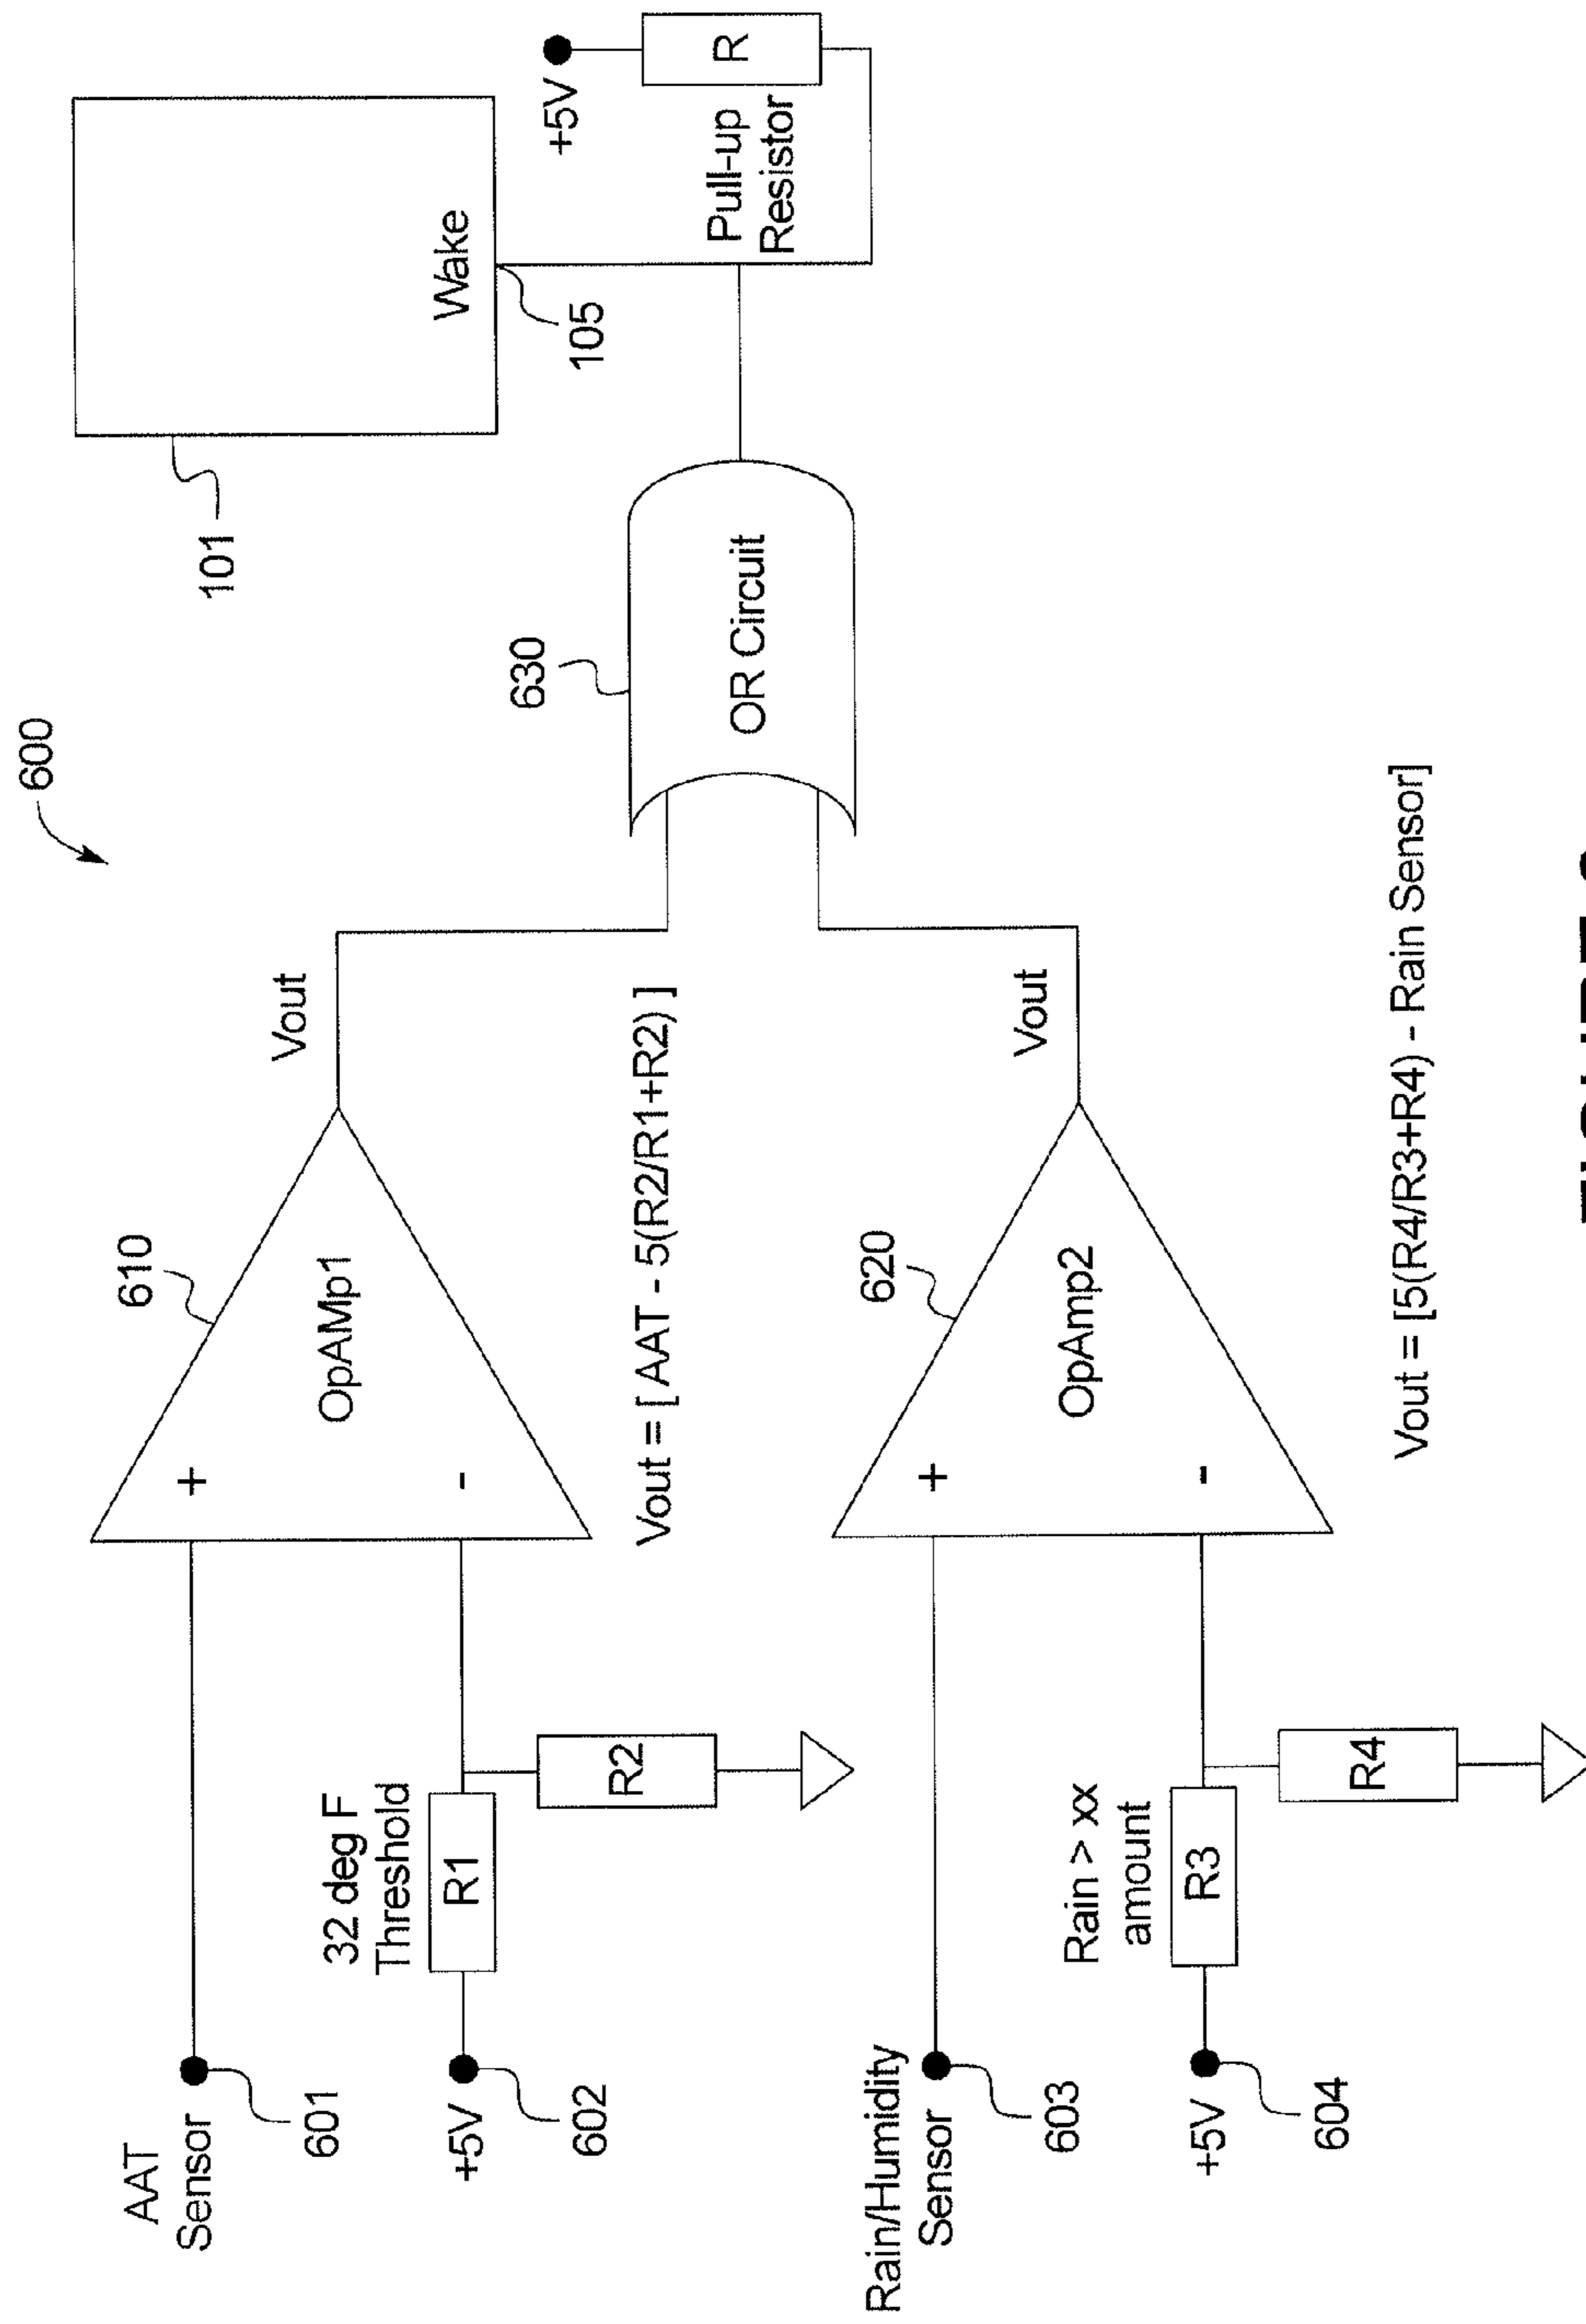 600
AAT
Sensor
601
+5V
602
32 deg F
Threshold
R1
R2
+
-
OpAMp1
610
Vout
Vout = [ AAT - 5(R2/R1+R2) ]
630
OR Circuit
101
Wake
105
+5V
R
Pull-up
Resistor
Rain/Humidity
Sensor
603
+5V
604
Rain > xx
amount
R3
R4
+
-
OpAmp2
620
Vout
Vout = [5(R4/R3+R4) - Rain Sensor]